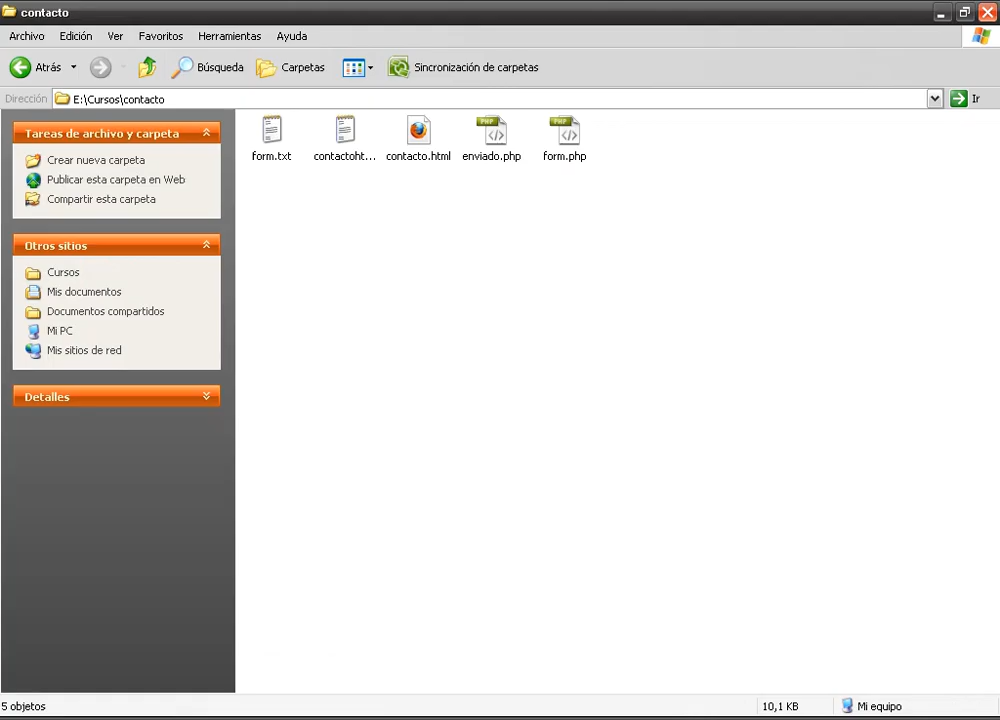 contacto
Archivo Edición Ver Favoritos Herramientas Ayuda
Atrás Búsqueda Carpetas Sincronización de carpetas
Dirección E:\Cursos\contacto Ir
Tareas de archivo y carpeta
Crear nueva carpeta
Publicar esta carpeta en Web
Compartir esta carpeta
Otros sitios
Cursos
Mis documentos
Documentos compartidos
Mi PC
Mis sitios de red
Detalles
PHP PHP
form.txt contactoht... contacto.html enviado.php form.php
5 objetos 10,1 KB Mi equipo